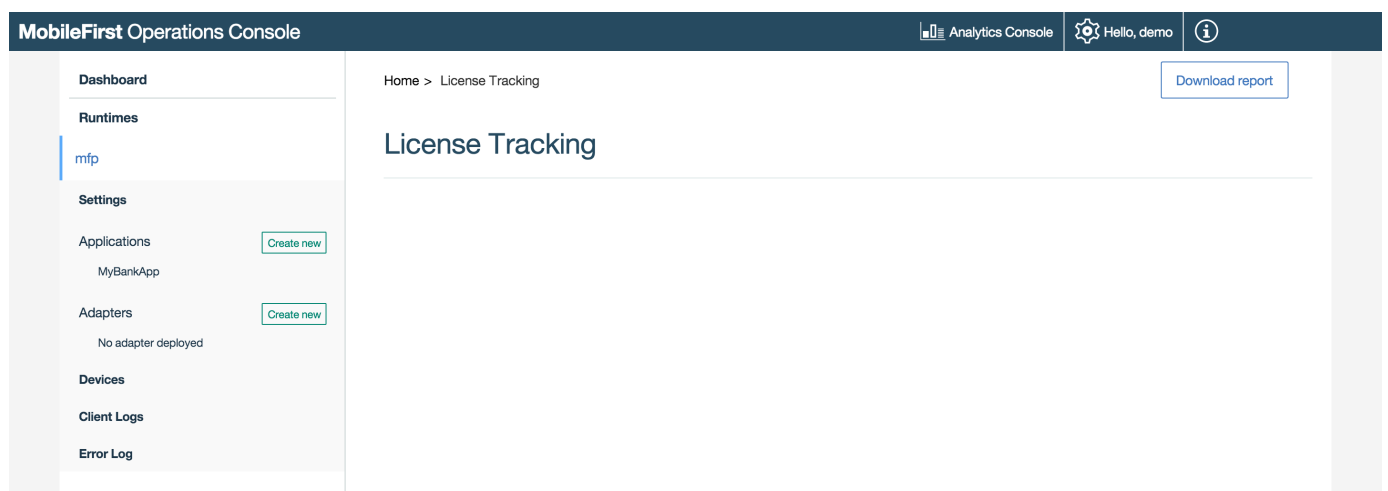 MobileFirst Operations Console
Analytics Console
Hello, demo
Dashboard
Runtimes
mfp
Settings
Applications
Create new
MyBankApp
Adapters
Create new
No adapter deployed
Devices
Client Logs
Error Log
Home > License Tracking
Download report
License Tracking